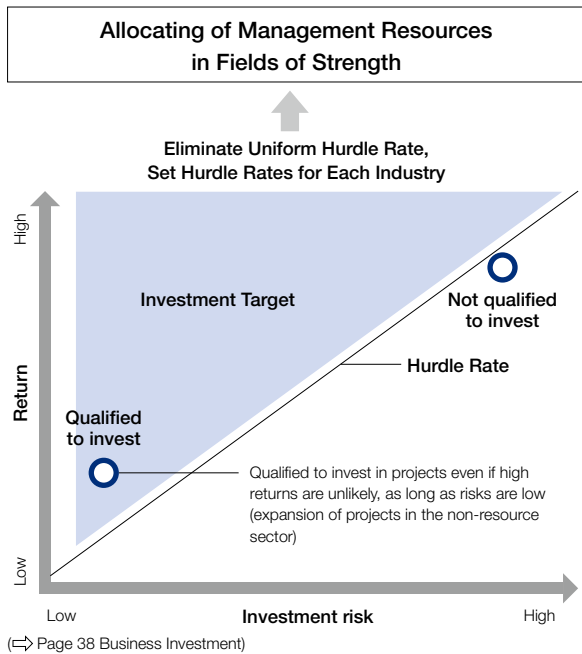 Allocating of Management Resources
in Fields of Strength
Eliminate Uniform Hurdle Rate,
Set Hurdle Rates for Each Industry
High
Investment Target
Not qualified
to invest
Hurdle Rate
Return
Qualified
to invest
Qualified to invest in projects even if high
returns are unlikely, as long as risks are low
(expansion of projects in the non-resource
sector)
Low
Low
Investment risk
High
(⇨ Page 38 Business Investment)